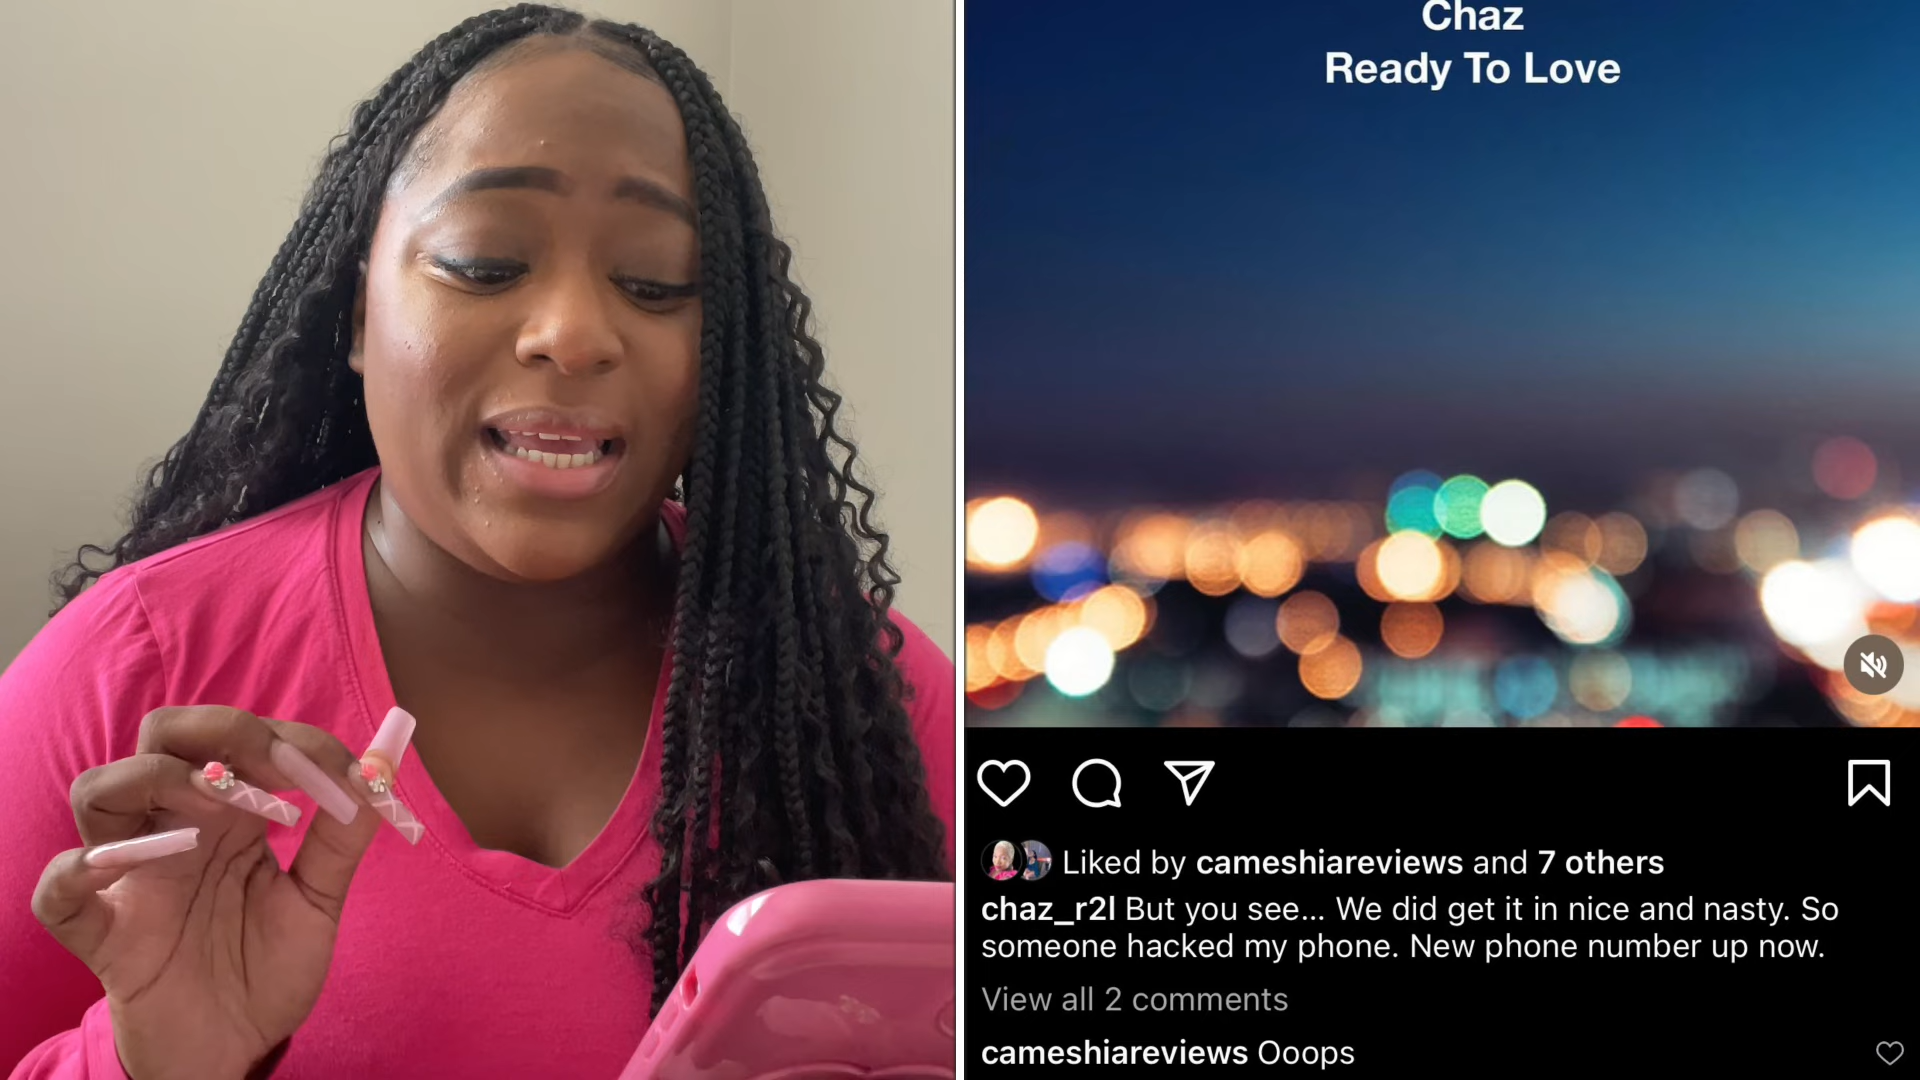 Chaz
Ready To Love
Liked by cameshiareviews and 7 others
chaz_r2l But you see... We did get it in nice and nasty. So
someone hacked my phone. New phone number up now.
View all 2 comments
cameshiareviews Ooops